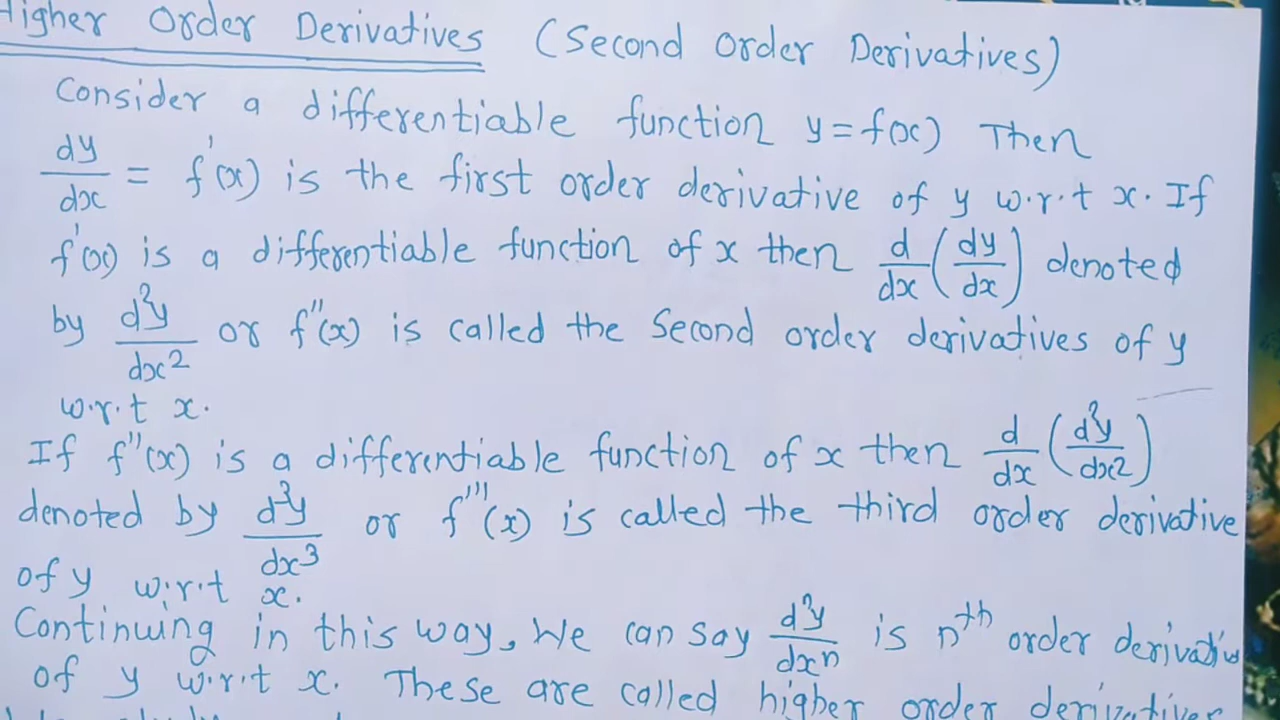 Higher Order Derivatives (Second Order Derivatives)
Consider a differentiable function y = f(x) Then
dy/dx = f'(x) is the first order derivative of y w.r.t x. If
f'(x) is a differentiable function of x then d/dx (dy/dx) denoted
by d²y/dx² or f''(x) is called the Second order derivatives of y
w.r.t x.
If f''(x) is a differentiable function of x then d/dx (d²y/dx²)
denoted by d³y/dx³ or f'''(x) is called the third order derivative
of y w.r.t x.
Continuing in this way, We can say dⁿy/dxⁿ is nᵗʰ order derivative
of y w.r.t x. These are called higher order derivatives